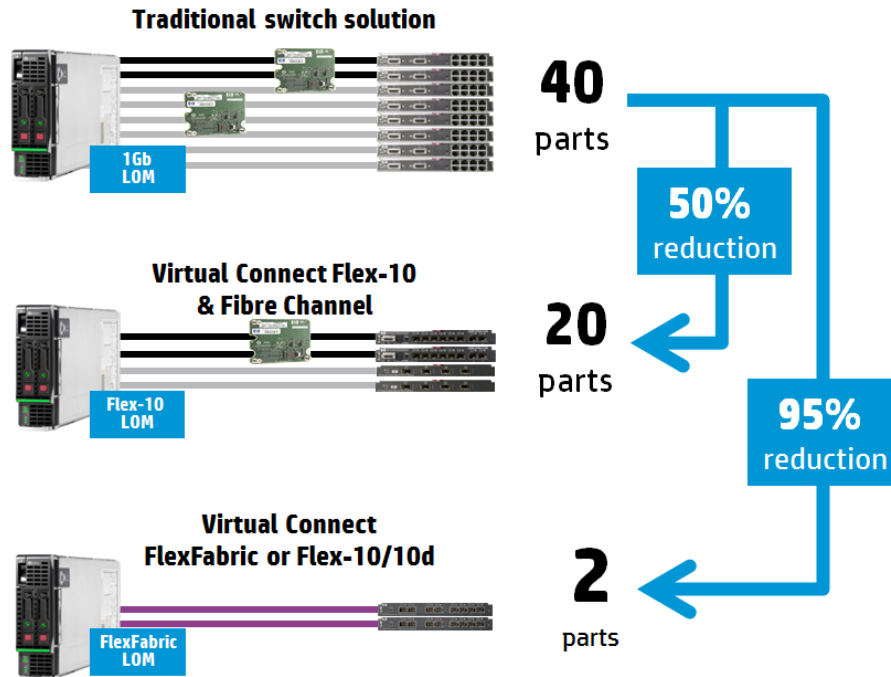 Traditional switch solution
1Gb
LOM
40
parts
50%
reduction
Virtual Connect Flex-10
& Fibre Channel
Flex-10
LOM
20
parts
95%
reduction
Virtual Connect
FlexFabric or Flex-10/10d
FlexFabric
LOM
2
parts